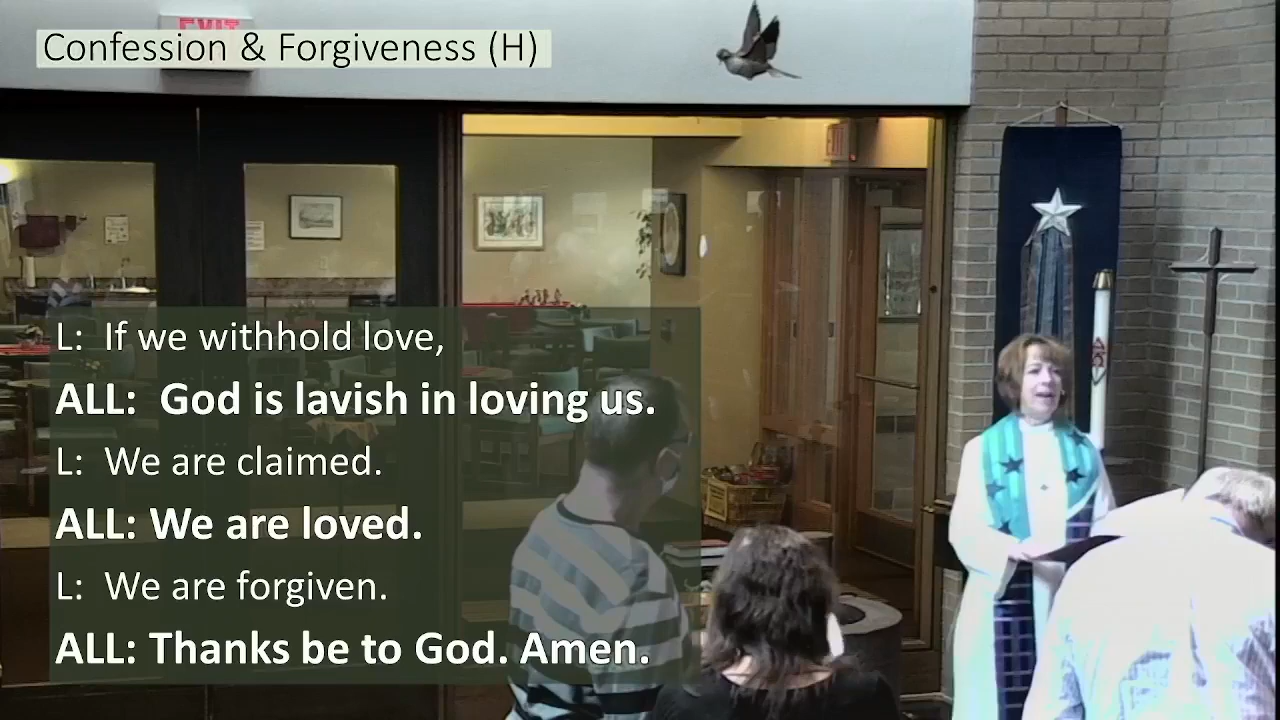 EXIT
Confession & Forgiveness (H)
L: If we withhold love,
ALL: God is lavish in loving us.
L: We are claimed.
ALL: We are loved.
L: We are forgiven.
ALL: Thanks be to God. Amen.